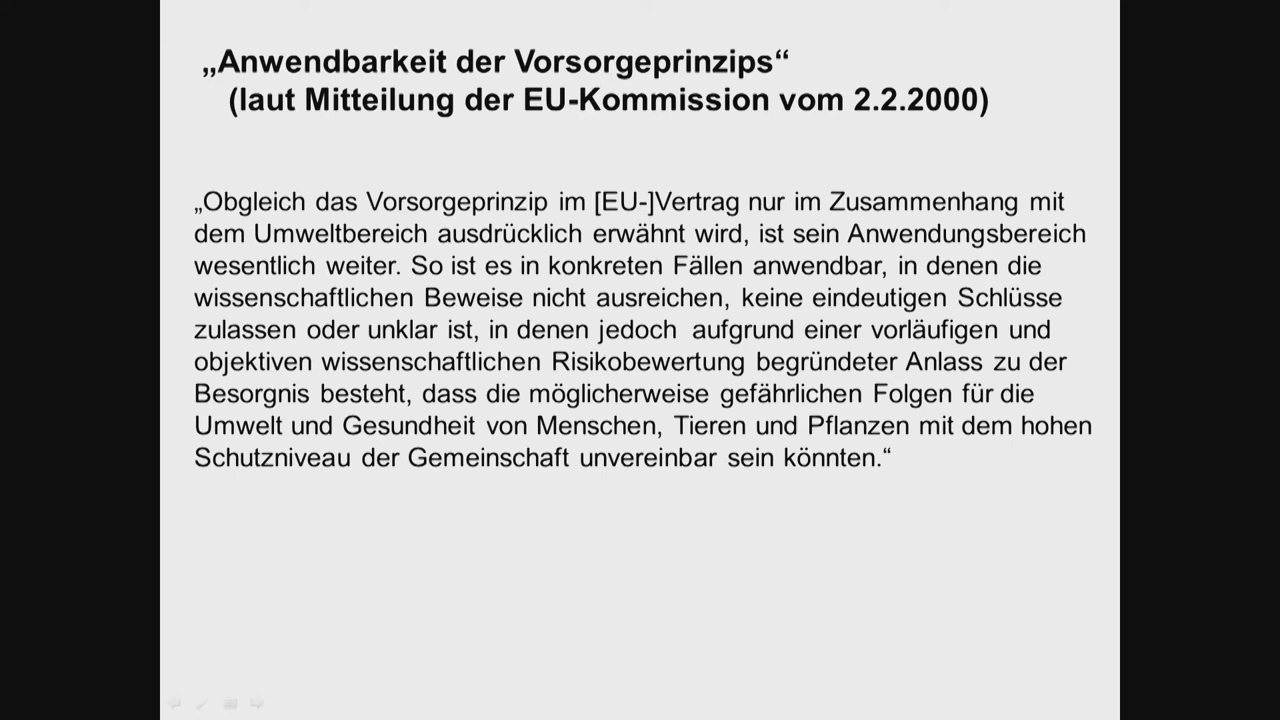 „Anwendbarkeit der Vorsorgeprinzips“
(laut Mitteilung der EU-Kommission vom 2.2.2000)
„Obgleich das Vorsorgeprinzip im [EU-]Vertrag nur im Zusammenhang mit
dem Umweltbereich ausdrücklich erwähnt wird, ist sein Anwendungsbereich
wesentlich weiter. So ist es in konkreten Fällen anwendbar, in denen die
wissenschaftlichen Beweise nicht ausreichen, keine eindeutigen Schlüsse
zulassen oder unklar ist, in denen jedoch aufgrund einer vorläufigen und
objektiven wissenschaftlichen Risikobewertung begründeter Anlass zu der
Besorgnis besteht, dass die möglicherweise gefährlichen Folgen für die
Umwelt und Gesundheit von Menschen, Tieren und Pflanzen mit dem hohen
Schutzniveau der Gemeinschaft unvereinbar sein könnten.“